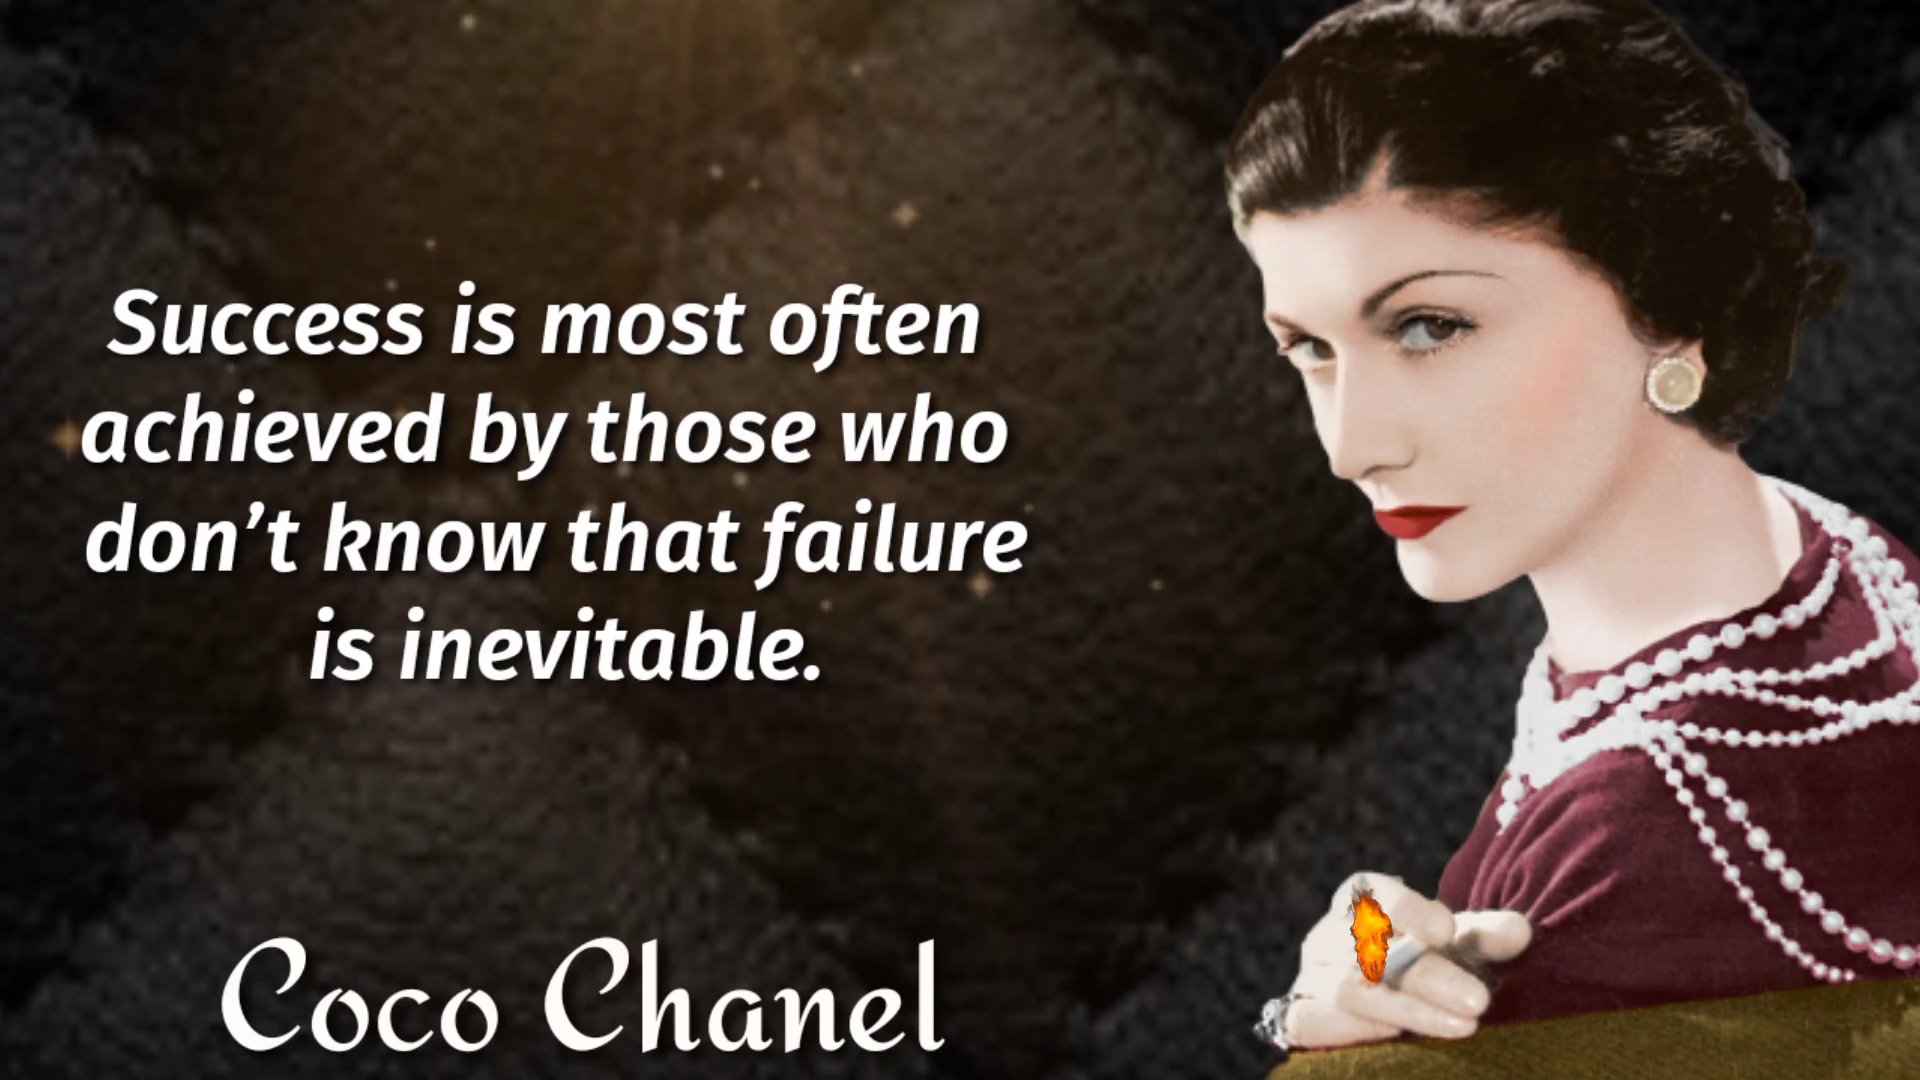 Success is most often
achieved by those who
don’t know that failure
is inevitable.
Coco Chanel